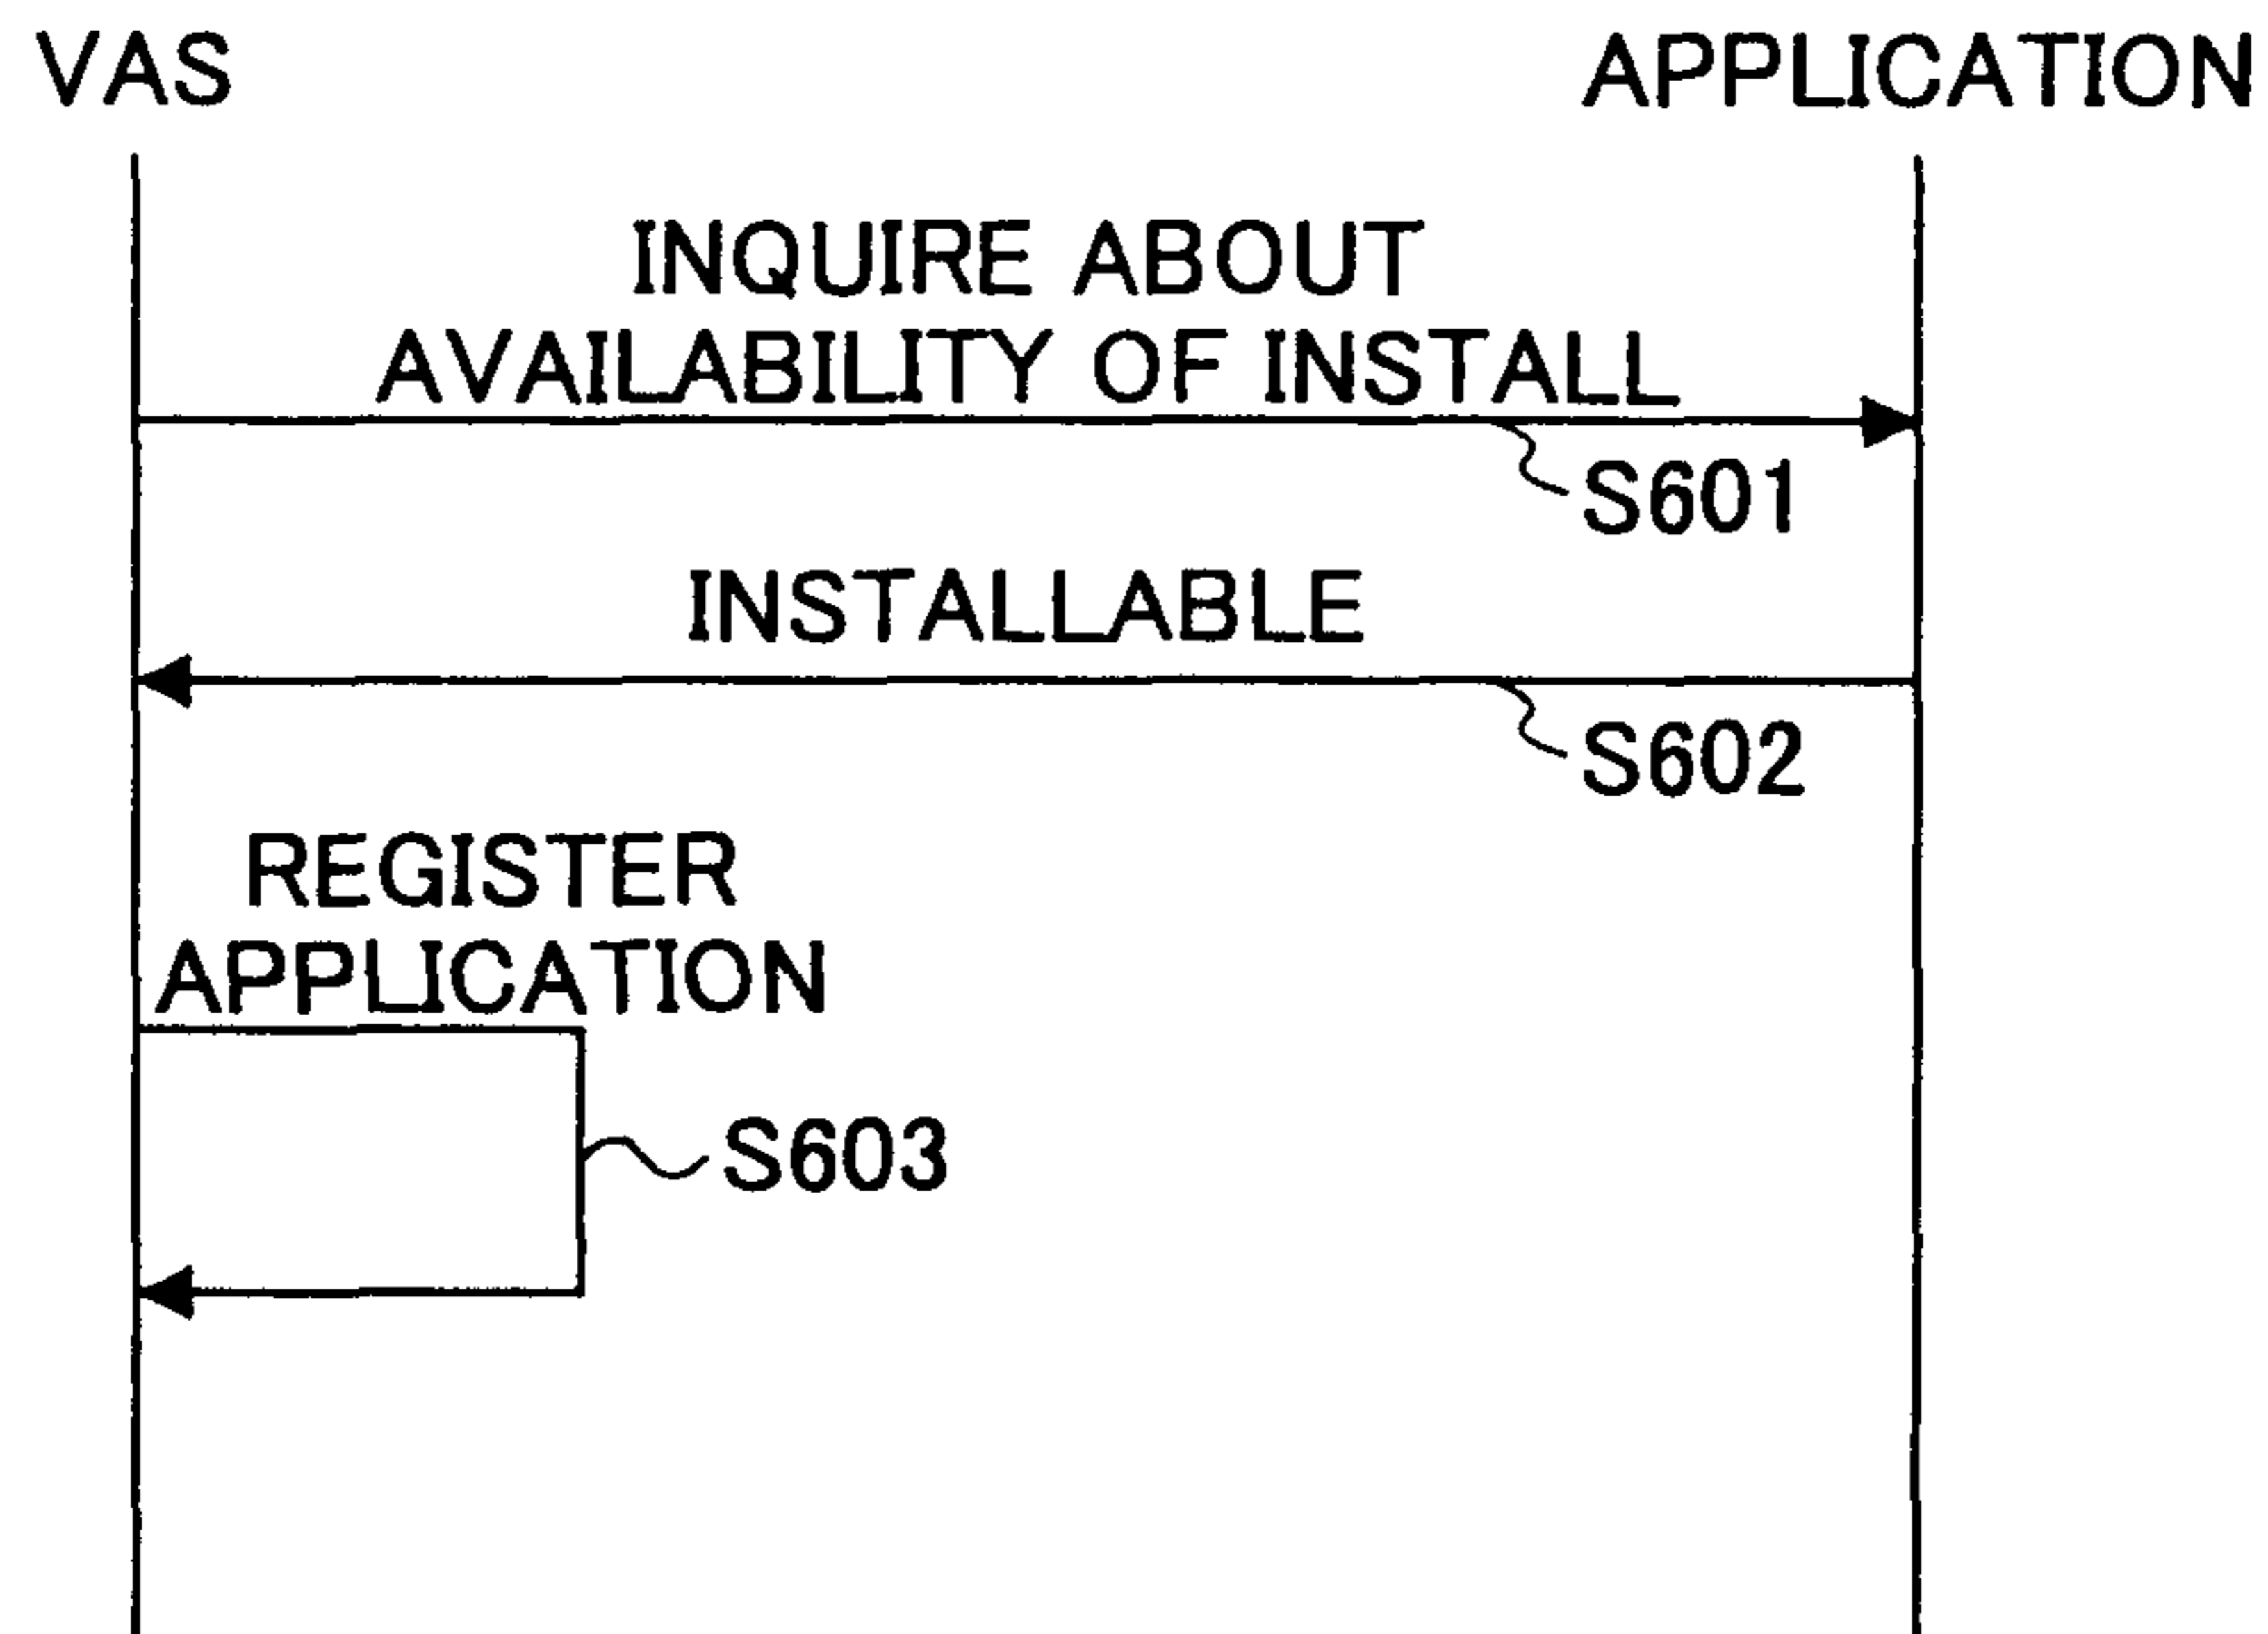 VAS
APPLICATION
INQUIRE ABOUT
AVAILABILITY OF INSTALL
S601
INSTALLABLE
S602
REGISTER
APPLICATION
S603